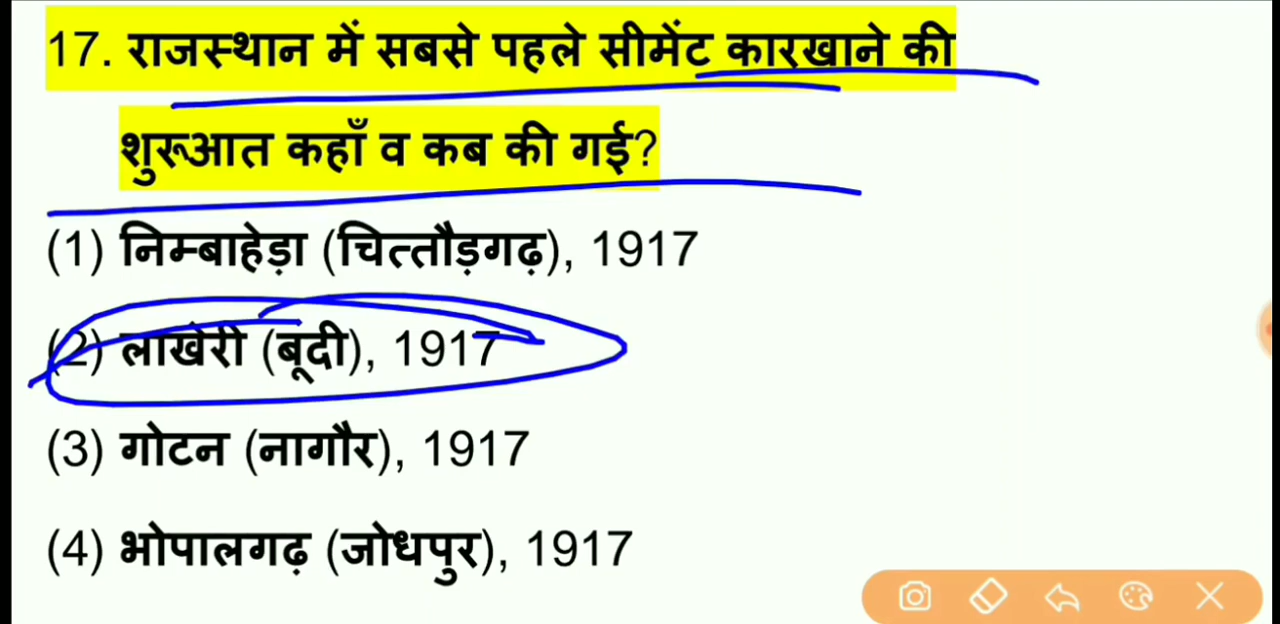 17. राजस्थान में सबसे पहले सीमेंट कारखाने की
शुरूआत कहाँ व कब की गई?
(1) निम्बाहेड़ा (चित्तौड़गढ़), 1917
(2) लाखेरी (बूदी), 1917
(3) गोटन (नागौर), 1917
(4) भोपालगढ़ (जोधपुर), 1917